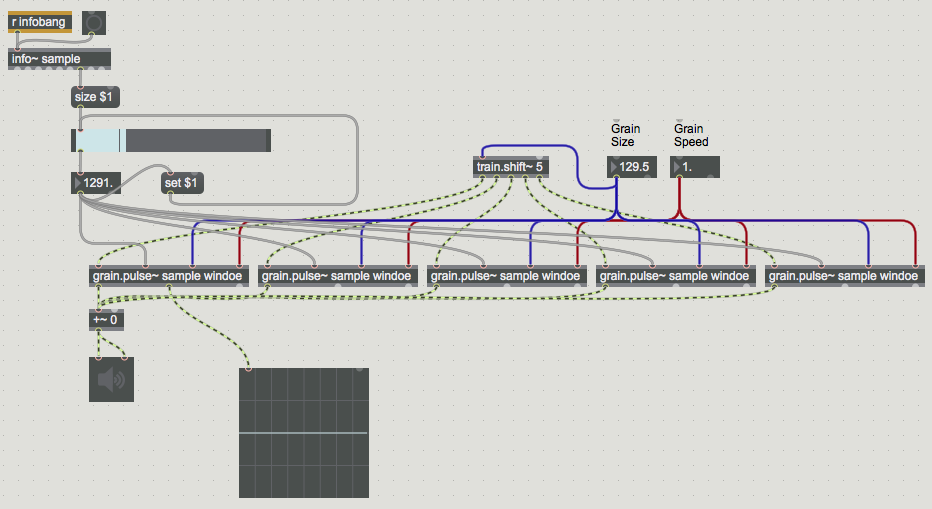 r infobang
info~ sample
size $1
1291.
set $1
train.shift~ 5
Grain
Size
129.5
Grain
Speed
1.
grain.pulse~ sample windoe
grain.pulse~ sample windoe
grain.pulse~ sample windoe
grain.pulse~ sample windoe
grain.pulse~ sample windoe
+~ 0